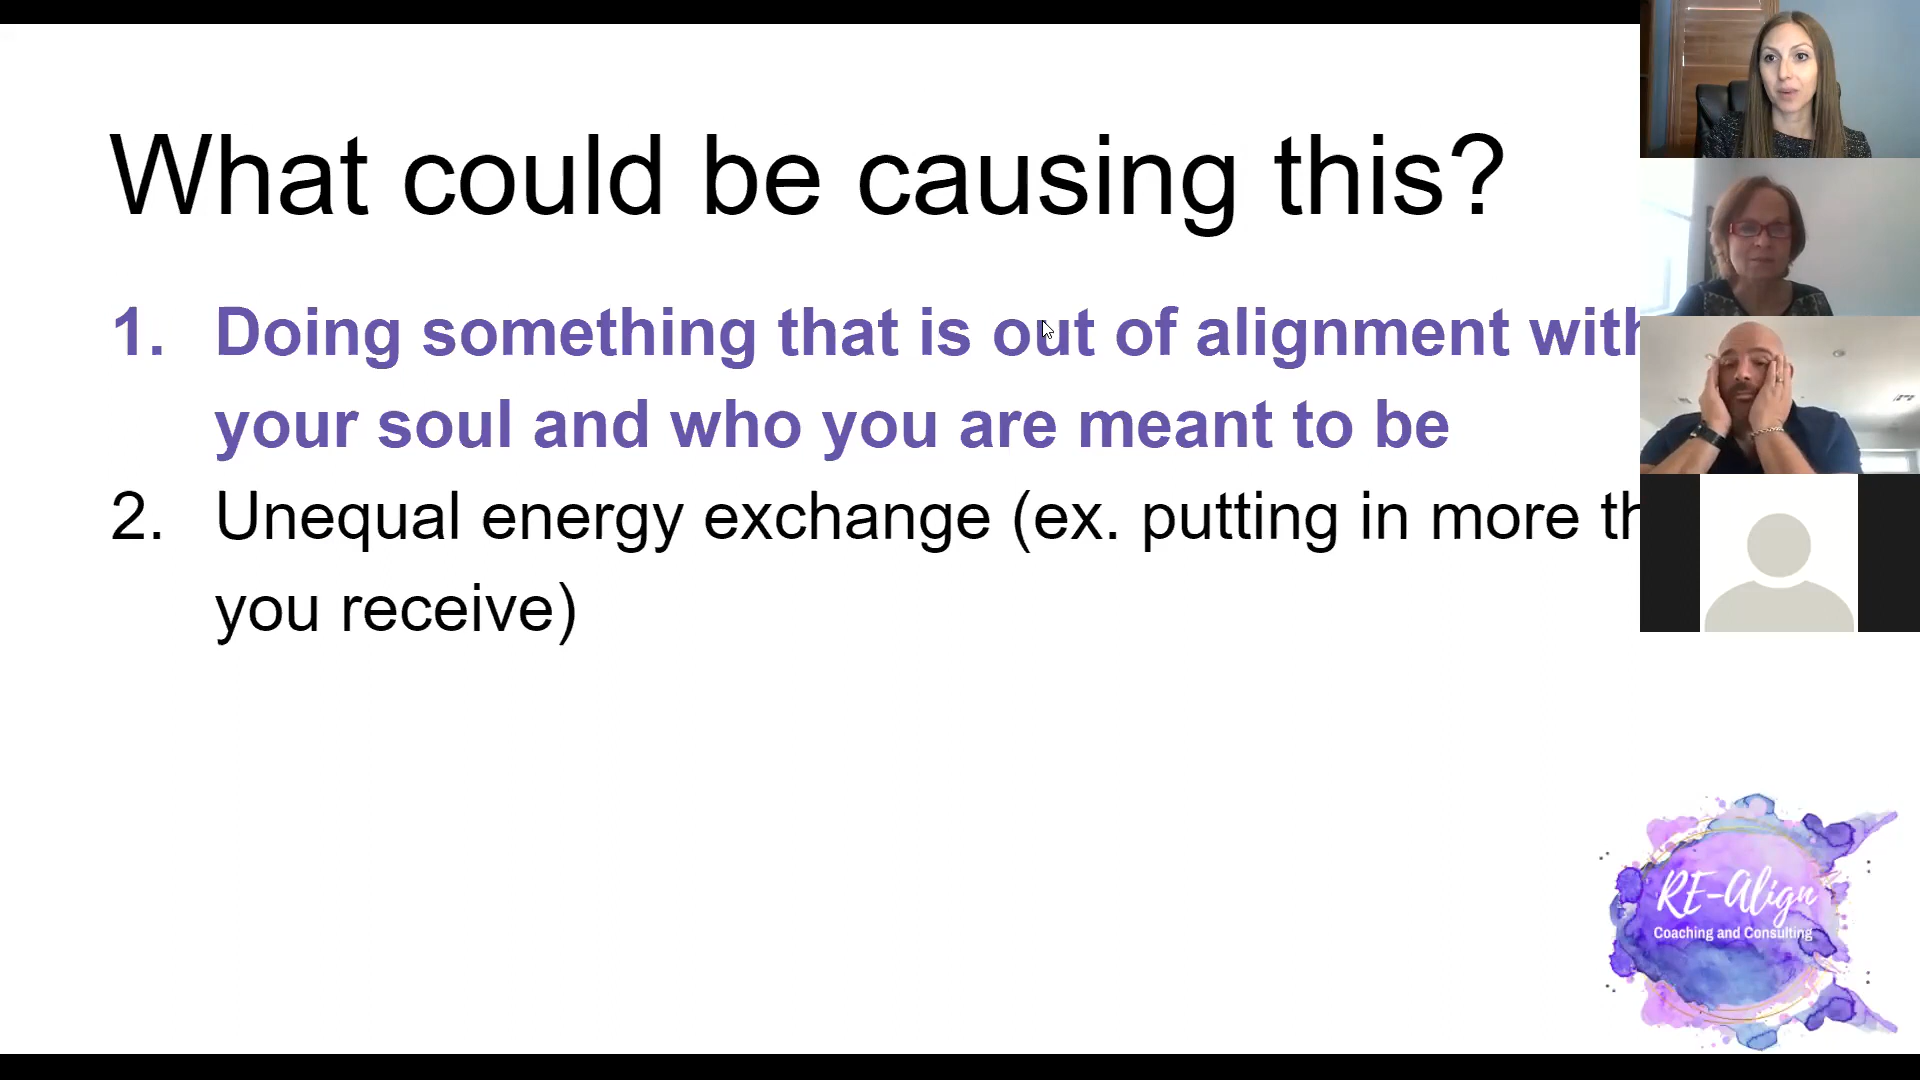 What could be causing this?
1. Doing something that is out of alignment with
your soul and who you are meant to be
2. Unequal energy exchange (ex. putting in more
you receive)
RE-Align
Coaching and Consulting